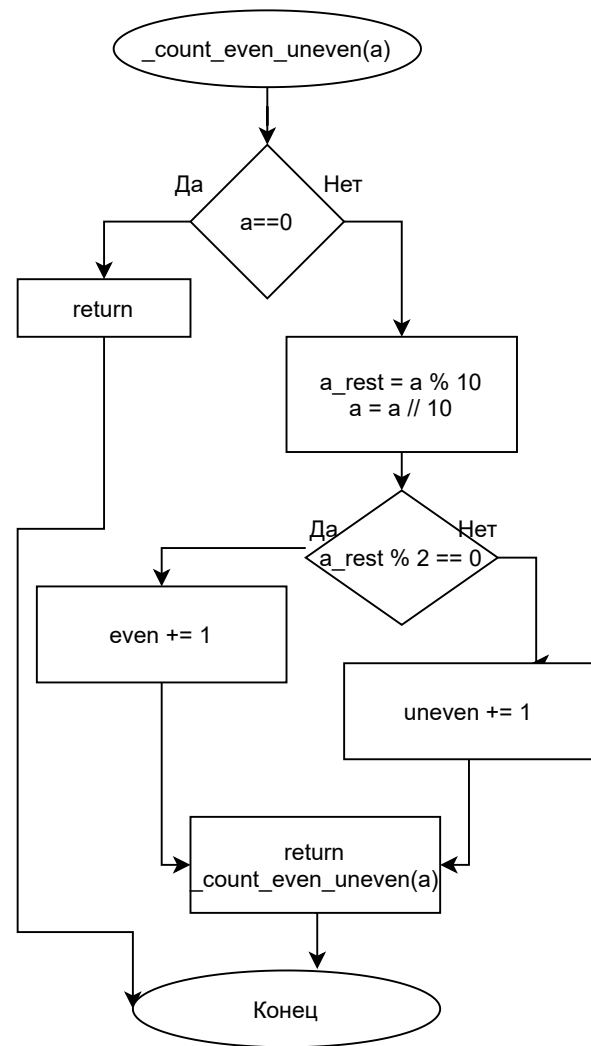 _count_even_uneven(a)
Да
Нет
a==0
return
a_rest = a % 10
a = a // 10
Да
Нет
a_rest % 2 == 0
even += 1
uneven += 1
return
_count_even_uneven(a)
Конец